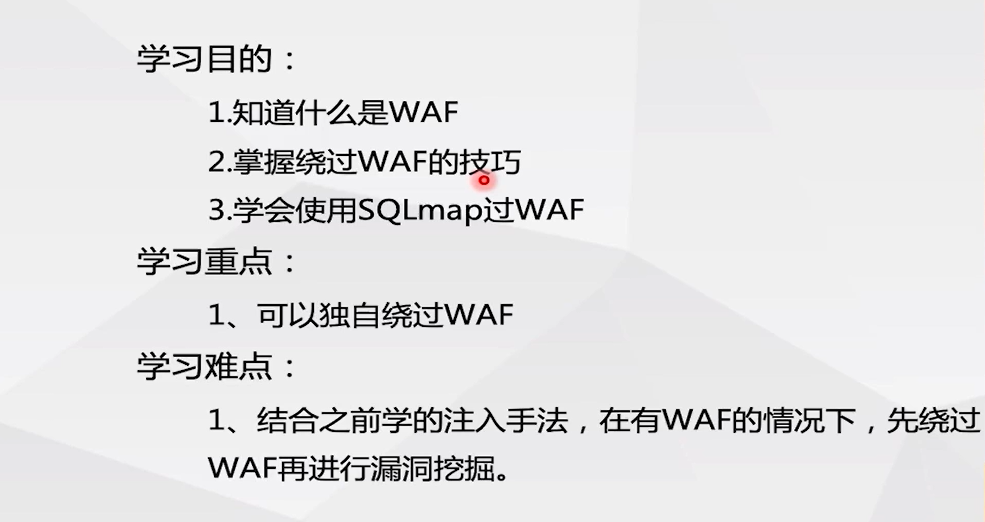 学习目的：
1.知道什么是WAF
2.掌握绕过WAF的技巧
3.学会使用SQLmap过WAF
学习重点：
1、可以独自绕过WAF
学习难点：
1、结合之前学的注入手法，在有WAF的情况下，先绕过
WAF再进行漏洞挖掘。